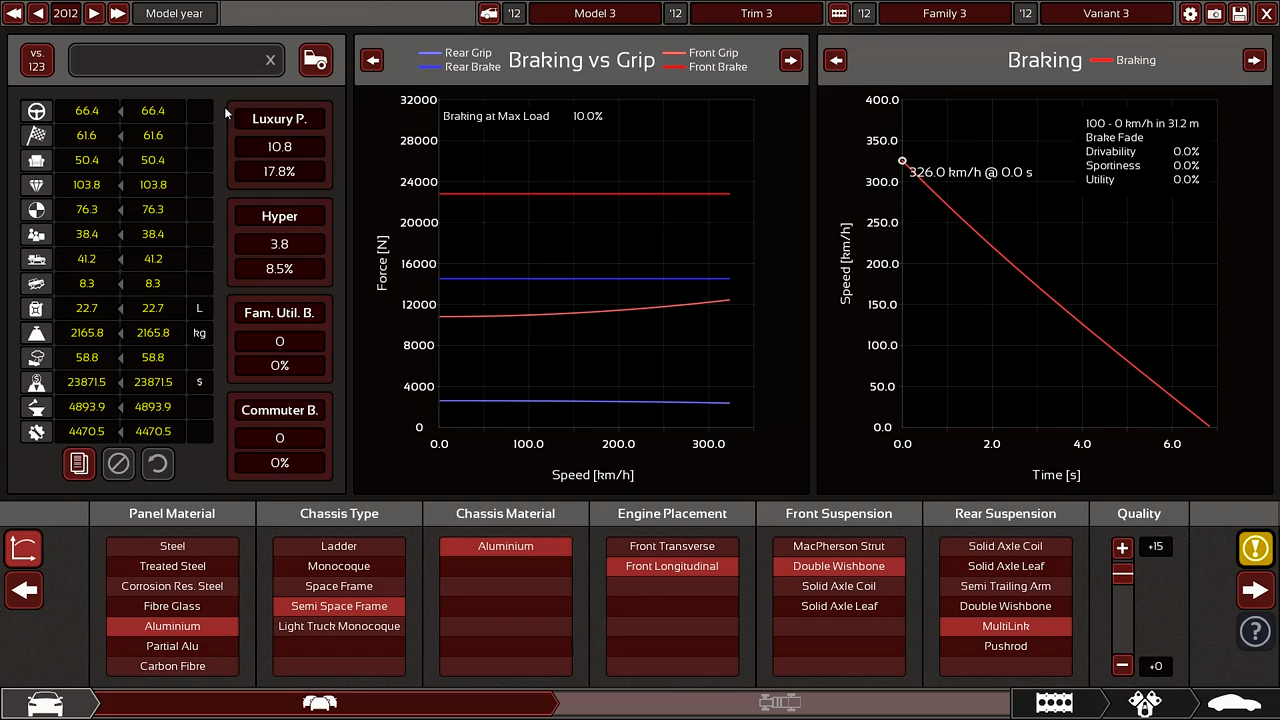 2012
Model year
'12
Model 3
'12
Trim 3
'12
Family 3
'12
Variant 3
vs.
123
x
66.4 66.4
61.6 61.6
50.4 50.4
103.8 103.8
76.3 76.3
38.4 38.4
41.2 41.2
8.3 8.3
22.7 22.7 L
2165.8 2165.8 kg
58.8 58.8
23871.5 23871.5 $
4893.9 4893.9
4470.5 4470.5
Luxury P.
10.8
17.8%
Hyper
3.8
8.5%
Fam. Util. B.
0
0%
Commuter B.
0
0%
Rear Grip
Rear Brake
Braking vs Grip
Front Grip
Front Brake
Braking at Max Load 10.0%
32000
28000
24000
20000
16000
12000
8000
4000
0
Force [N]
0.0 100.0 200.0 300.0
Speed [km/h]
Braking
Braking
400.0
350.0
300.0
250.0
200.0
150.0
100.0
50.0
0.0
Speed [km/h]
326.0 km/h @ 0.0 s
100 - 0 km/h in 31.2 m
Brake Fade
Drivability 0.0%
Sportiness 0.0%
Utility 0.0%
0.0 2.0 4.0 6.0
Time [s]
Panel Material
Steel
Treated Steel
Corrosion Res. Steel
Fibre Glass
Aluminium
Partial Alu
Carbon Fibre
Chassis Type
Ladder
Monocoque
Space Frame
Semi Space Frame
Light Truck Monocoque
Chassis Material
Aluminium
Engine Placement
Front Transverse
Front Longitudinal
Front Suspension
MacPherson Strut
Double Wishbone
Solid Axle Coil
Solid Axle Leaf
Rear Suspension
Solid Axle Coil
Solid Axle Leaf
Semi Trailing Arm
Double Wishbone
MultiLink
Pushrod
Quality
+ +15
− +0
!
?